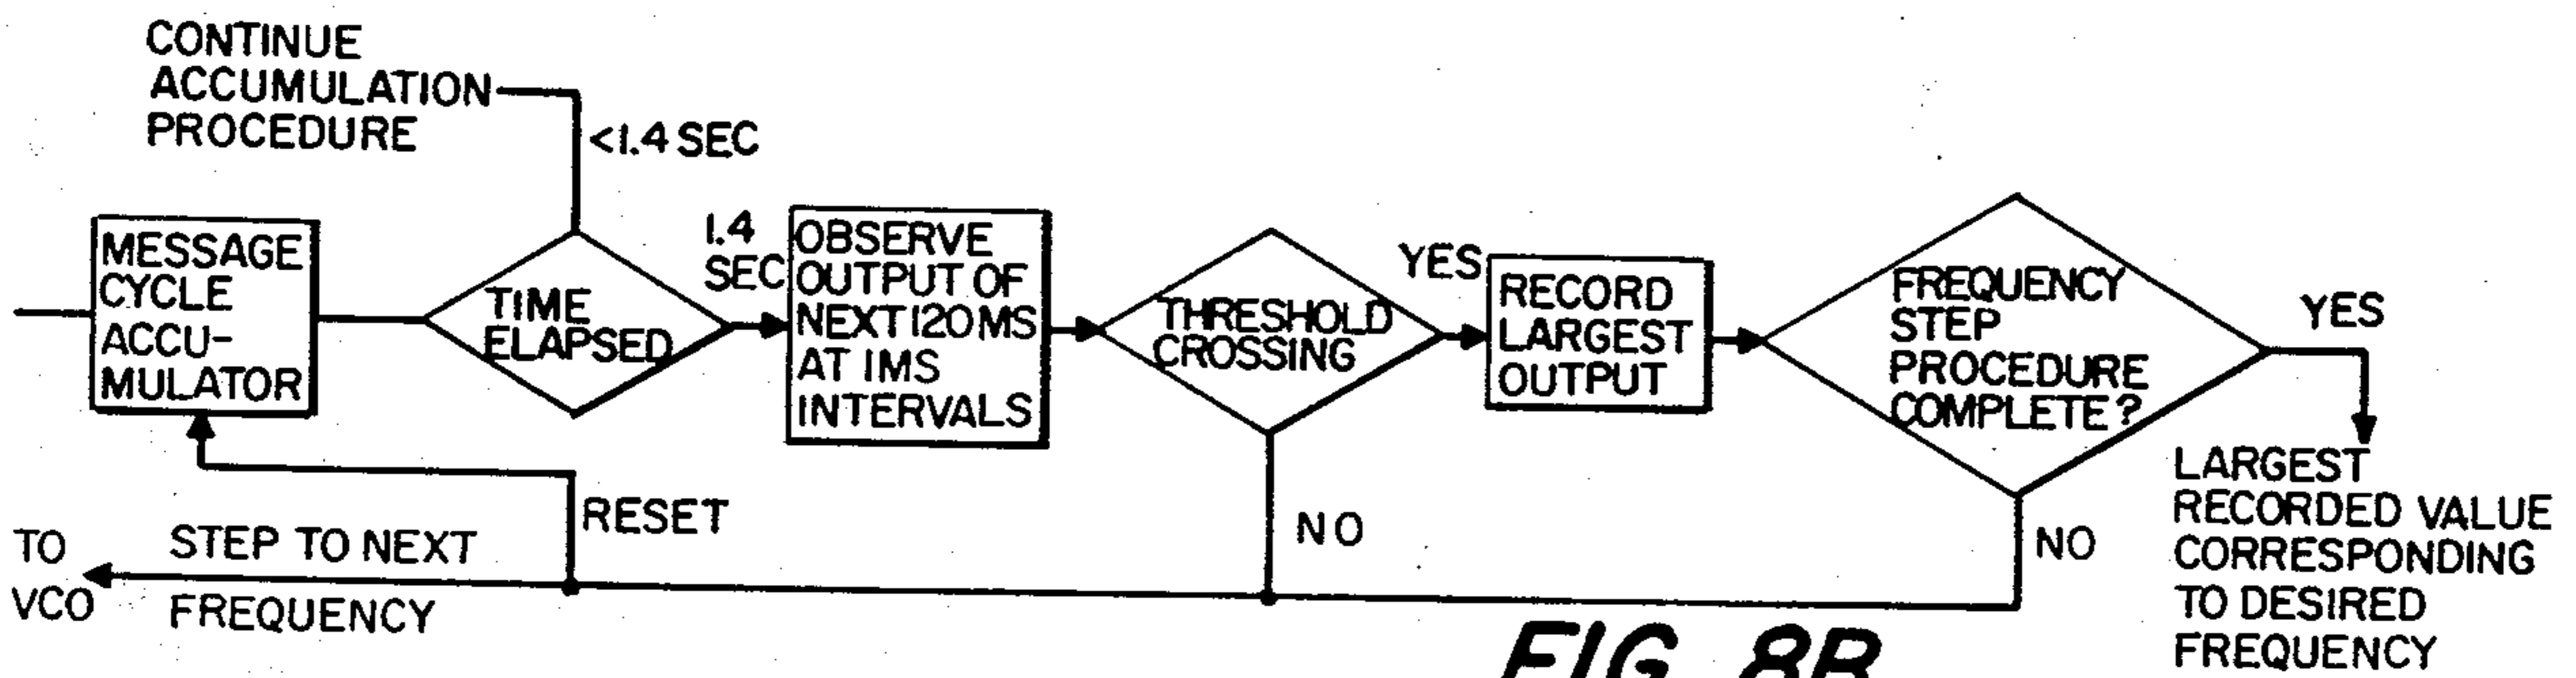 CONTINUE
ACCUMULATION
PROCEDURE
<1.4 SEC
MESSAGE
CYCLE
ACCU-
MULATOR
TIME
ELAPSED
1.4
SEC
OBSERVE
OUTPUT OF
NEXT 120 MS
AT 1MS
INTERVALS
THRESHOLD
CROSSING
YES
RECORD
LARGEST
OUTPUT
FREQUENCY
STEP
PROCEDURE
COMPLETE?
YES
LARGEST
RECORDED VALUE
CORRESPONDING
TO DESIRED
FREQUENCY
RESET
NO
NO
TO
VCO
STEP TO NEXT
FREQUENCY
FIG. 8B